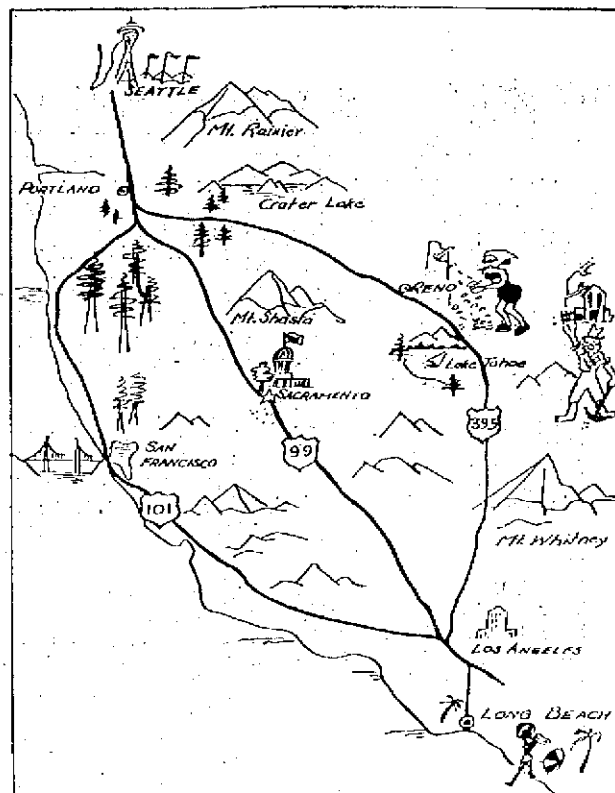 SEATTLE
Mt. Rainier
PORTLAND
Crater Lake
RENO
Mt. Shasta
Lake Tahoe
SACRAMENTO
395
99
SAN
FRANCISCO
101
Mt. Whitney
LOS ANGELES
LONG BEACH